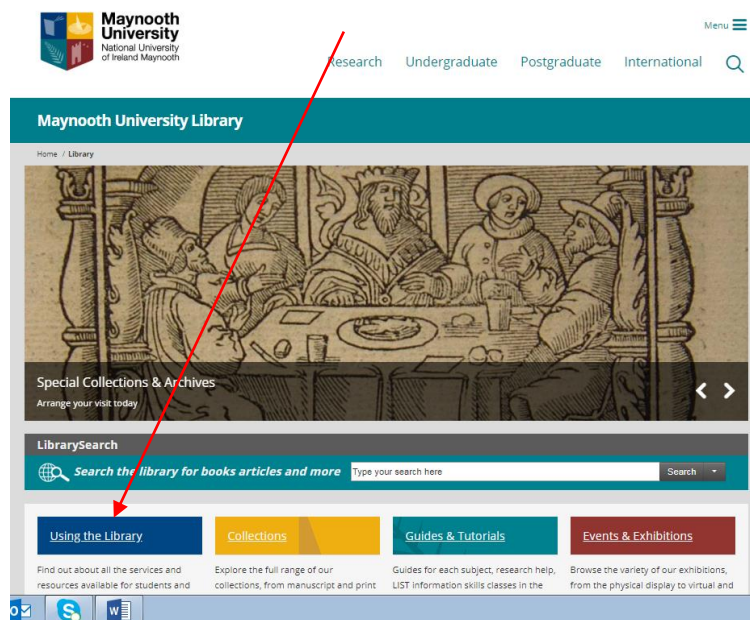 Maynooth
University
National University
of Ireland Maynooth
Menu
Research Undergraduate Postgraduate International
Maynooth University Library
Home / Library
Special Collections & Archives
Arrange your visit today
LibrarySearch
Search the library for books articles and more Type your search here Search
Using the Library Collections Guides & Tutorials Events & Exhibitions
Find out about all the services and Explore the full range of our Guides for each subject, research help, Browse the variety of our exhibitions,
resources available for students and collections, from manuscript and print LIST information skills classes in the from the physical display to virtual and